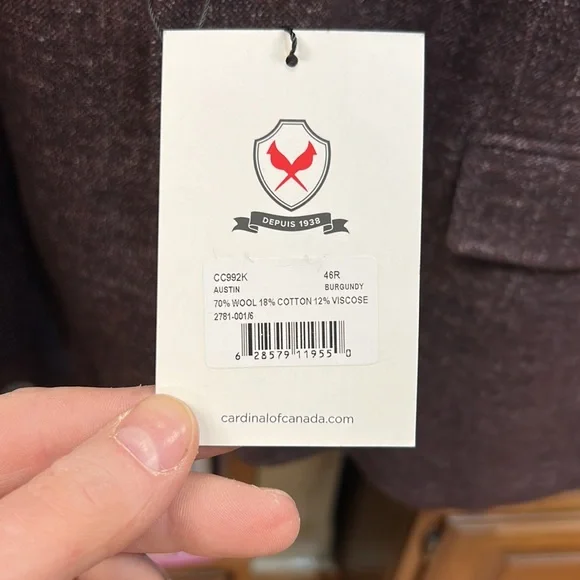 DEPUIS 1938
CC992K 46R
AUSTIN BURGUNDY
70% WOOL 18% COTTON 12% VISCOSE
2781-001/6
6 28579 11955 0
cardinalofcanada.com